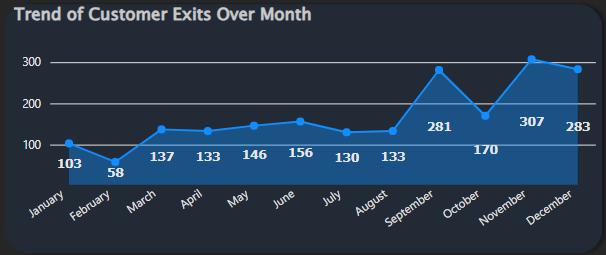 Trend of Customer Exits Over Month
300
200
100
103
58
137
133
146
156
130
133
281
170
307
283
January
February
March
April
May
June
July
August
September
October
November
December